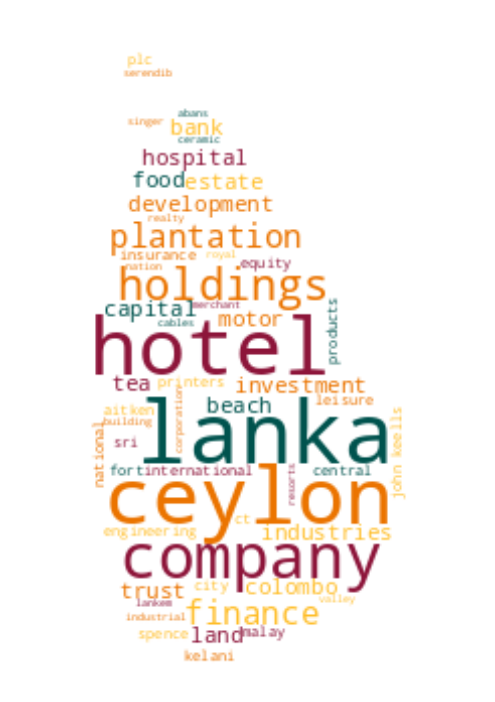 plc
serendib
abans
singer
bank
ceramic
hospital
food estate
development
realty
plantation
insurance royal
nation equity
holdings
capital merchant
cables motor
products
hotel
tea printers investment
leisure
aitken beach
building
corporation
lanka
sri
national
john keells
fort international central
resorts
ceylon
ct
engineering industries
company
trust city colombo
lankem valley
finance
industrial
spence land malay
kelani